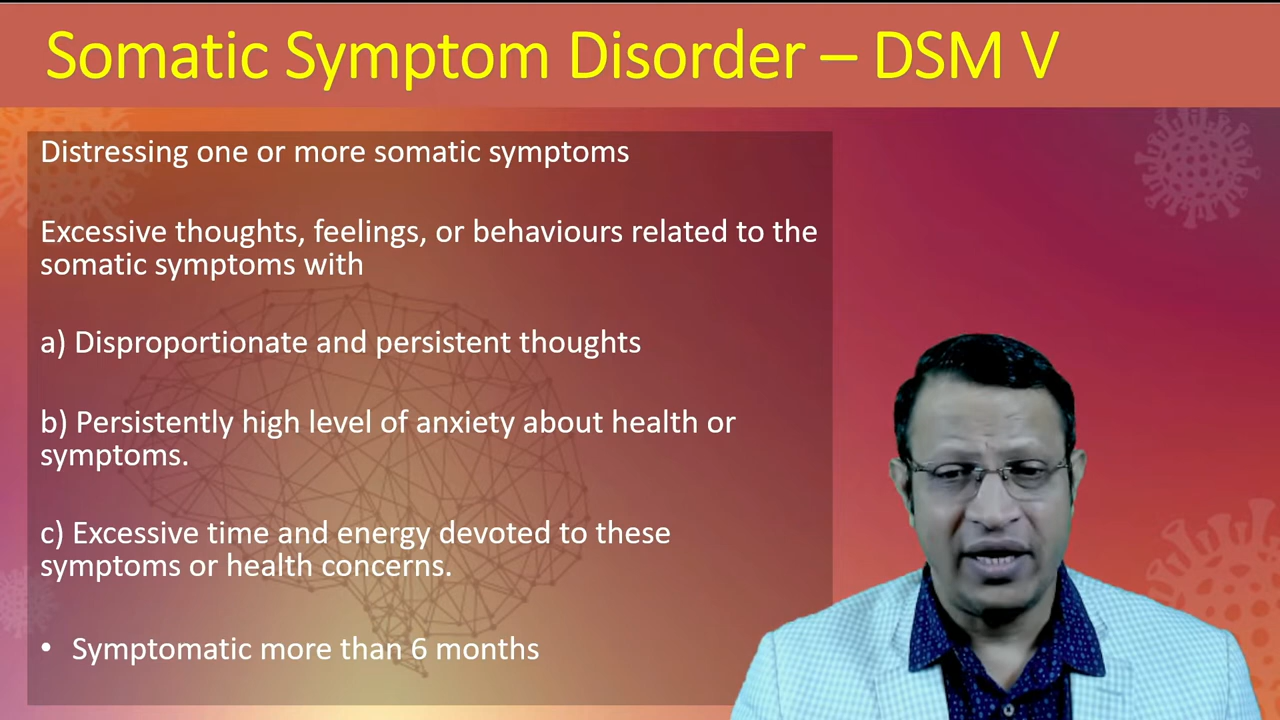 Somatic Symptom Disorder – DSM V
Distressing one or more somatic symptoms
Excessive thoughts, feelings, or behaviours related to the
somatic symptoms with
a) Disproportionate and persistent thoughts
b) Persistently high level of anxiety about health or
symptoms.
c) Excessive time and energy devoted to these
symptoms or health concerns.
• Symptomatic more than 6 months